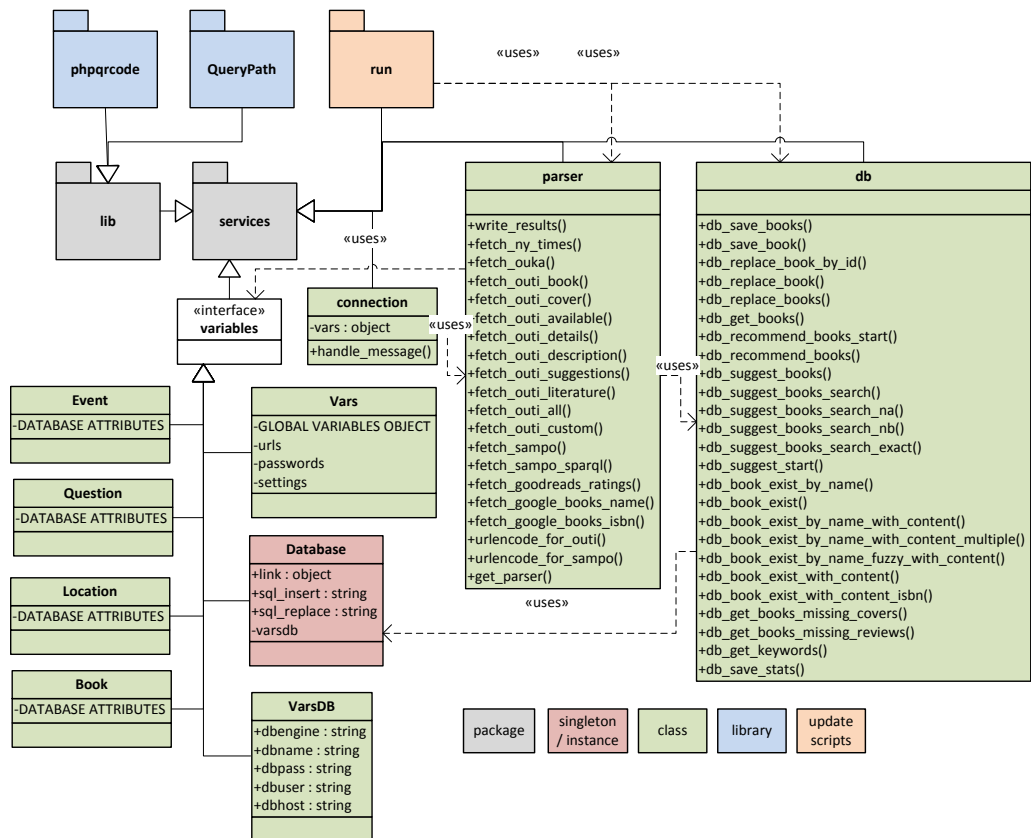 phpqrcode
QueryPath
run
«uses»
«uses»
lib
services
«uses»
«interface»
variables
connection
-vars : object
+handle_message()
«uses»
parser
+write_results()
+fetch_ny_times()
+fetch_ouka()
+fetch_outi_book()
+fetch_outi_cover()
+fetch_outi_available()
+fetch_outi_details()
+fetch_outi_description()
+fetch_outi_suggestions()
+fetch_outi_literature()
+fetch_outi_all()
+fetch_outi_custom()
+fetch_sampo()
+fetch_sampo_sparql()
+fetch_goodreads_ratings()
+fetch_google_books_name()
+fetch_google_books_isbn()
+urlencode_for_outi()
+urlencode_for_sampo()
+get_parser()
«uses»
«uses»
db
+db_save_books()
+db_save_book()
+db_replace_book_by_id()
+db_replace_book()
+db_replace_books()
+db_get_books()
+db_recommend_books_start()
+db_recommend_books()
+db_suggest_books()
+db_suggest_books_search()
+db_suggest_books_search_na()
+db_suggest_books_search_nb()
+db_suggest_books_search_exact()
+db_suggest_start()
+db_book_exist_by_name()
+db_book_exist()
+db_book_exist_by_name_with_content()
+db_book_exist_by_name_with_content_multiple()
+db_book_exist_by_name_fuzzy_with_content()
+db_book_exist_with_content()
+db_book_exist_with_content_isbn()
+db_get_books_missing_covers()
+db_get_books_missing_reviews()
+db_get_keywords()
+db_save_stats()
Event
-DATABASE ATTRIBUTES
Question
-DATABASE ATTRIBUTES
Location
-DATABASE ATTRIBUTES
Book
-DATABASE ATTRIBUTES
Vars
-GLOBAL VARIABLES OBJECT
-urls
-passwords
-settings
Database
+link : object
+sql_insert : string
+sql_replace : string
-varsdb
VarsDB
+dbengine : string
+dbname : string
+dbpass : string
+dbuser : string
+dbhost : string
package
singleton
/ instance
class
library
update
scripts